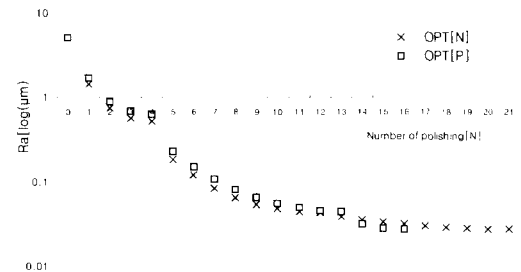 10
× OPT[N]
□ OPT[P]
Ra[log(μm)
1
0 1 2 3 4 5 6 7 8 9 10 11 12 13 14 15 16 17 18 19 20 21
Number of polishing[N]
0.1
0.01